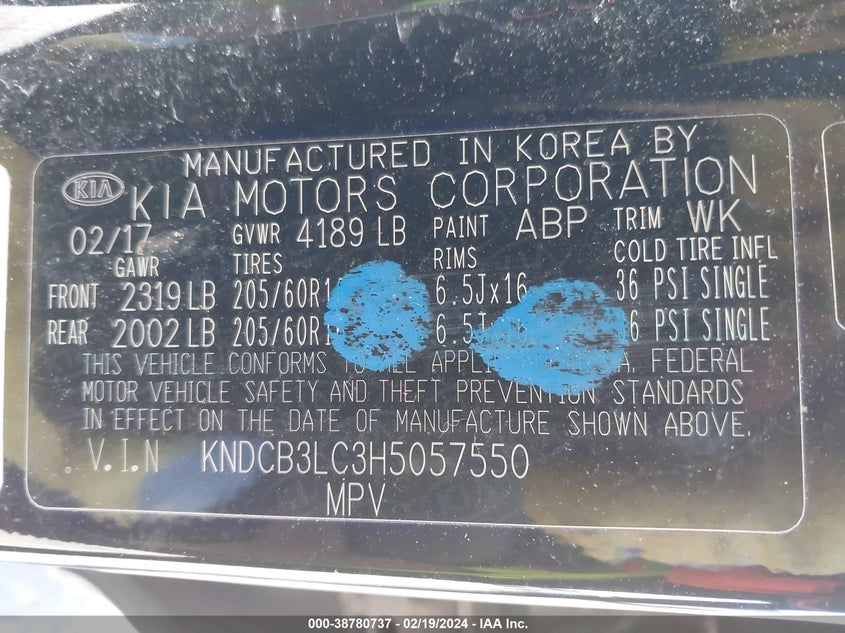 MANUFACTURED IN KOREA BY
KIA KIA MOTORS CORPORATION
02/17 GVWR 4189 LB PAINT ABP TRIM WK
GAWR TIRES RIMS COLD TIRE INFL
FRONT 2319 LB 205/60R1 6.5Jx16 36 PSI SINGLE
REAR 2002 LB 205/60R1 6.5J 6 PSI SINGLE
THIS VEHICLE CONFORMS TO ALL FEDERAL
MOTOR VEHICLE SAFETY AND THEFT PREVENTION STANDARDS
IN EFFECT ON THE DATE OF MANUFACTURE SHOWN ABOVE.
V.I.N KNDCB3LC3H5057550
MPV
000-38780737 - 02/19/2024 - IAA Inc.